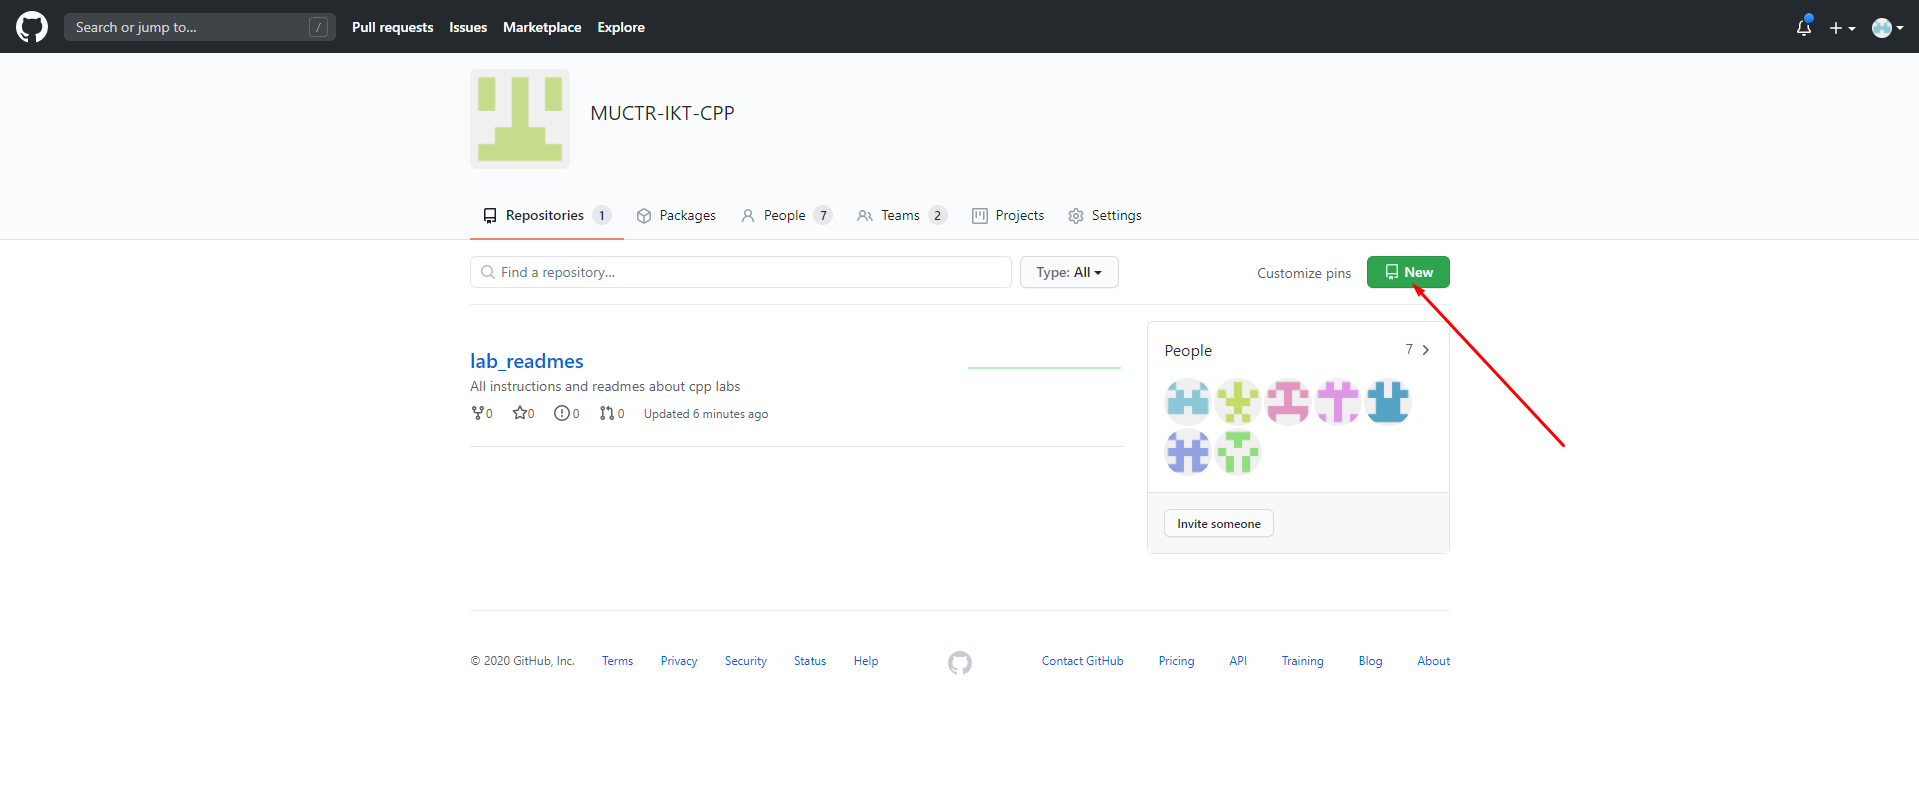 Search or jump to... / Pull requests Issues Marketplace Explore
MUCTR-IKT-CPP
Repositories 1 Packages People 7 Teams 2 Projects Settings
Find a repository... Type: All Customize pins New
People 7
lab_readmes
All instructions and readmes about cpp labs
0 0 0 0 Updated 6 minutes ago
Invite someone
© 2020 GitHub, Inc. Terms Privacy Security Status Help Contact GitHub Pricing API Training Blog About